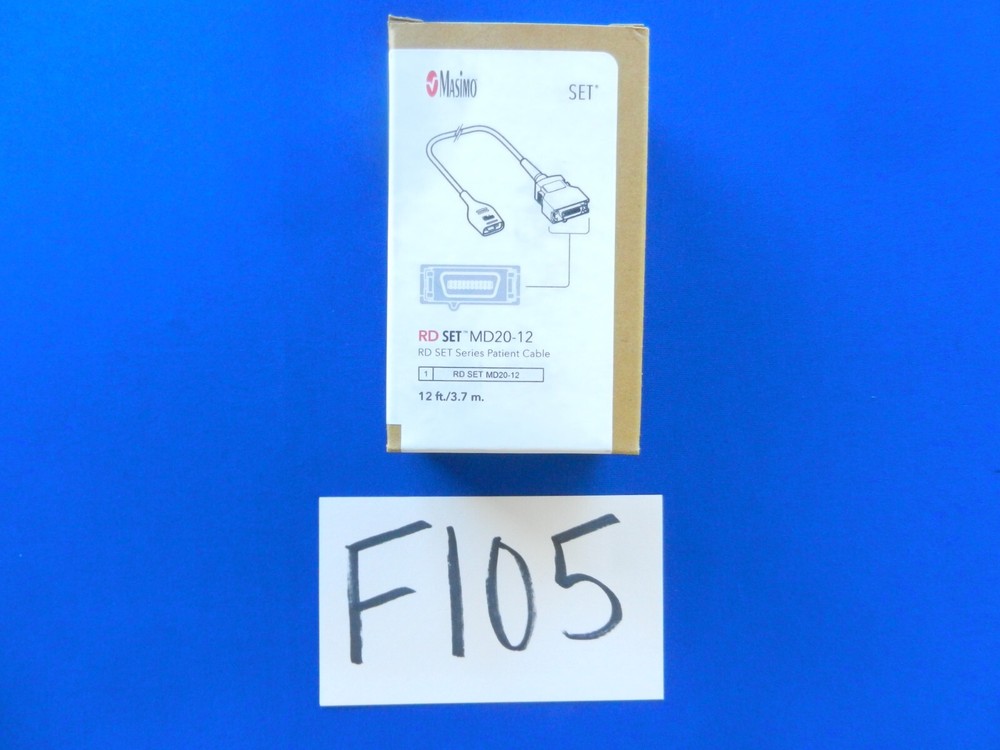 MASIMO
SET®
RD SET™ MD20-12
RD SET Series Patient Cable
1 RD SET MD20-12
12 ft./3.7 m.
F105